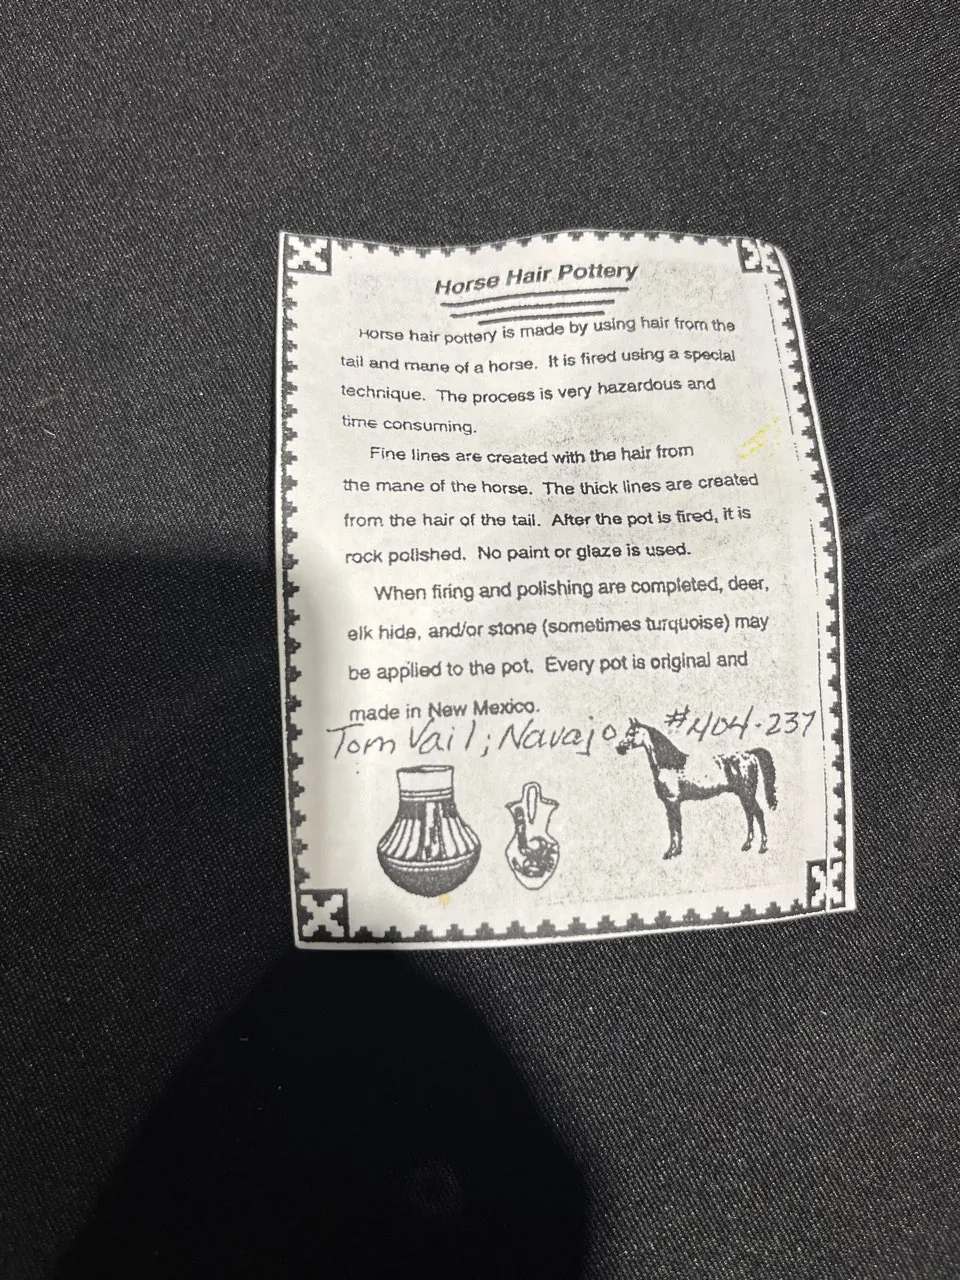 Horse Hair Pottery
Horse hair pottery is made by using hair from the
tail and mane of a horse. It is fired using a special
technique. The process is very hazardous and
time consuming.
Fine lines are created with the hair from
the mane of the horse. The thick lines are created
from the hair of the tail. After the pot is fired, it is
rock polished. No paint or glaze is used.
When firing and polishing are completed, deer,
elk hide, and/or stone (sometimes turquoise) may
be applied to the pot. Every pot is original and
made in New Mexico.
Tom Vail; Navajo #404-237